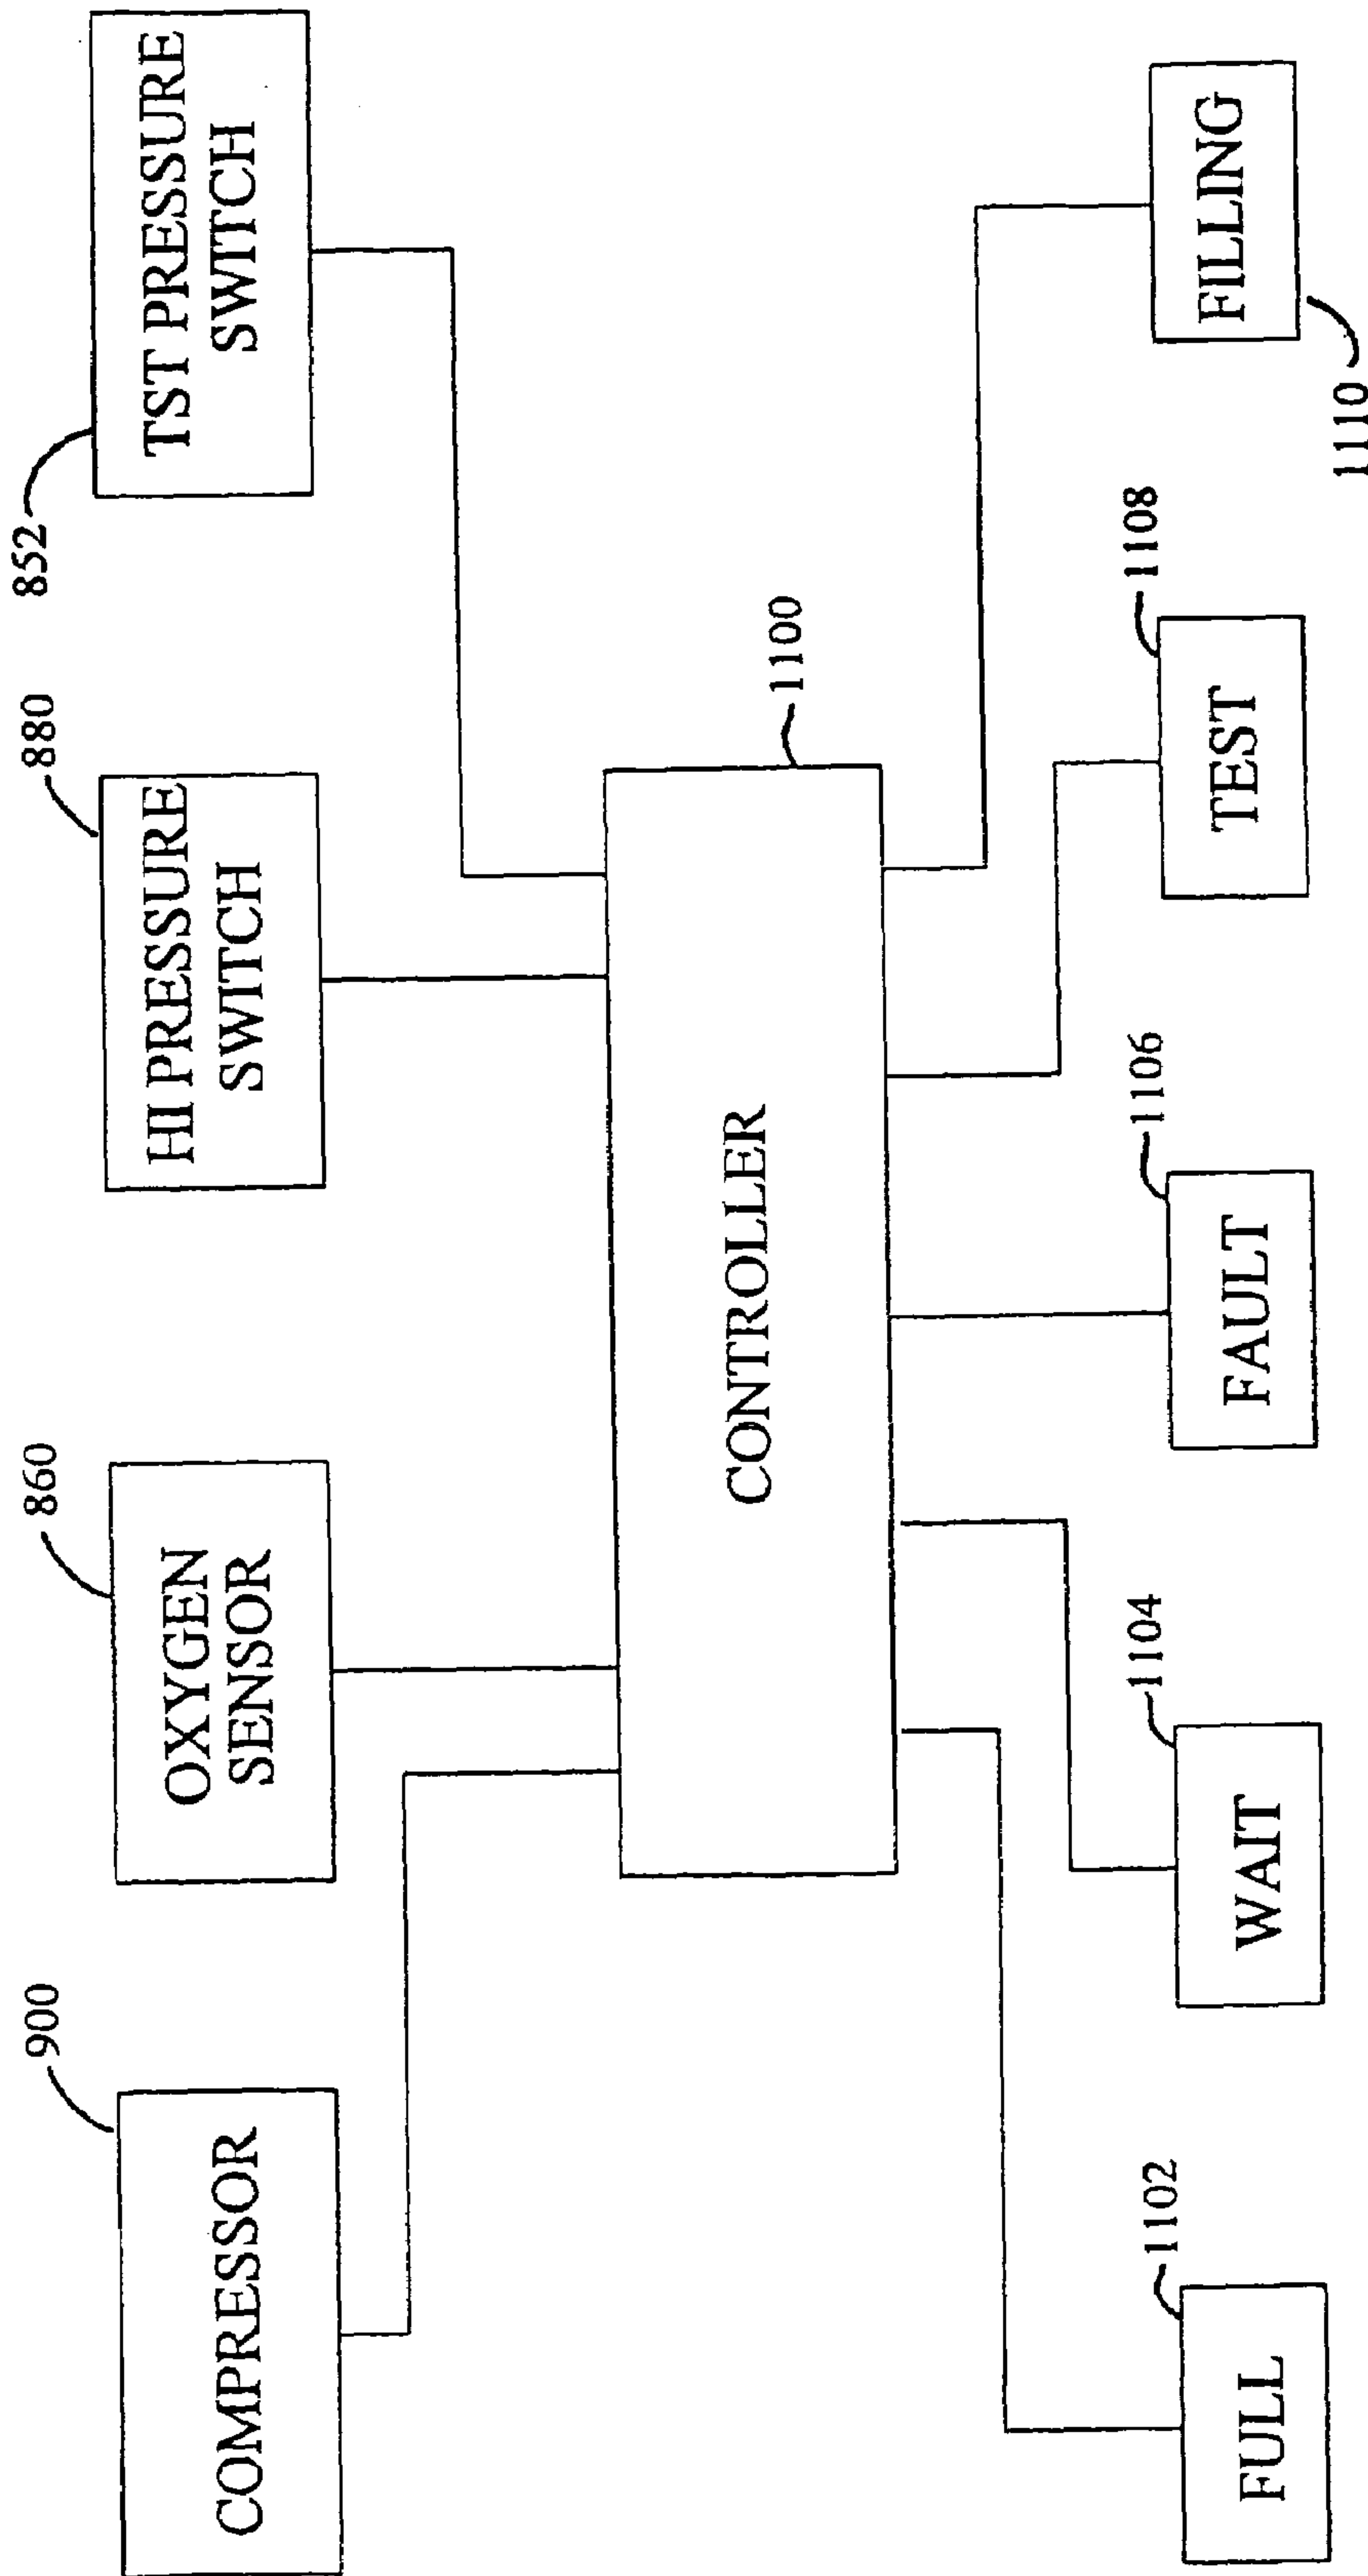 900
COMPRESSOR
860
OXYGEN
SENSOR
880
HI PRESSURE
SWITCH
852
TST PRESSURE
SWITCH
CONTROLLER
1100
1102
FULL
1104
WAIT
1106
FAULT
1108
TEST
FILLING
1110